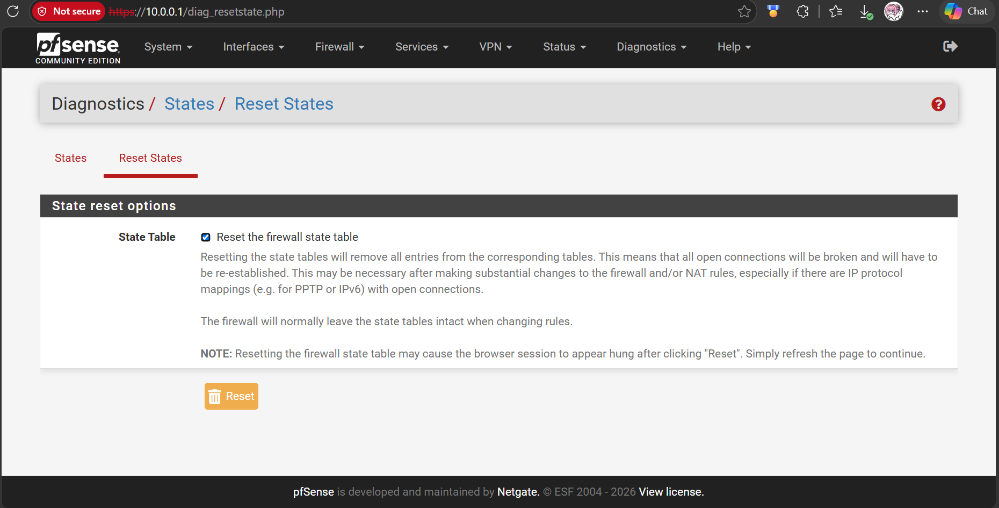 Not secure https://10.0.0.1/diag_resetstate.php Chat
pfsense
COMMUNITY EDITION
System Interfaces Firewall Services VPN Status Diagnostics Help
Diagnostics / States / Reset States
States Reset States
State reset options
State Table Reset the firewall state table
Resetting the state tables will remove all entries from the corresponding tables. This means that all open connections will be broken and will have to
be re-established. This may be necessary after making substantial changes to the firewall and/or NAT rules, especially if there are IP protocol
mappings (e.g. for PPTP or IPv6) with open connections.
The firewall will normally leave the state tables intact when changing rules.
NOTE: Resetting the firewall state table may cause the browser session to appear hung after clicking "Reset". Simply refresh the page to continue.
Reset
pfSense is developed and maintained by Netgate. © ESF 2004 - 2026 View license.